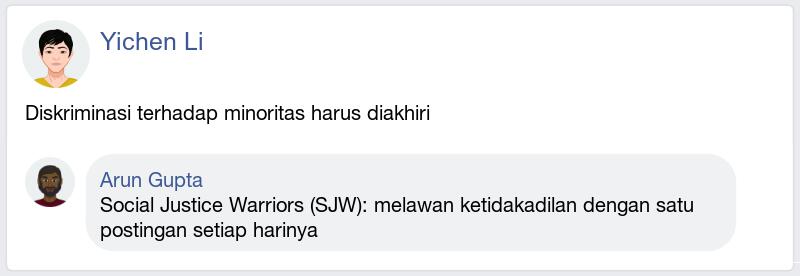 Yichen Li
Diskriminasi terhadap minoritas harus diakhiri
Arun Gupta
Social Justice Warriors (SJW): melawan ketidakadilan dengan satu
postingan setiap harinya